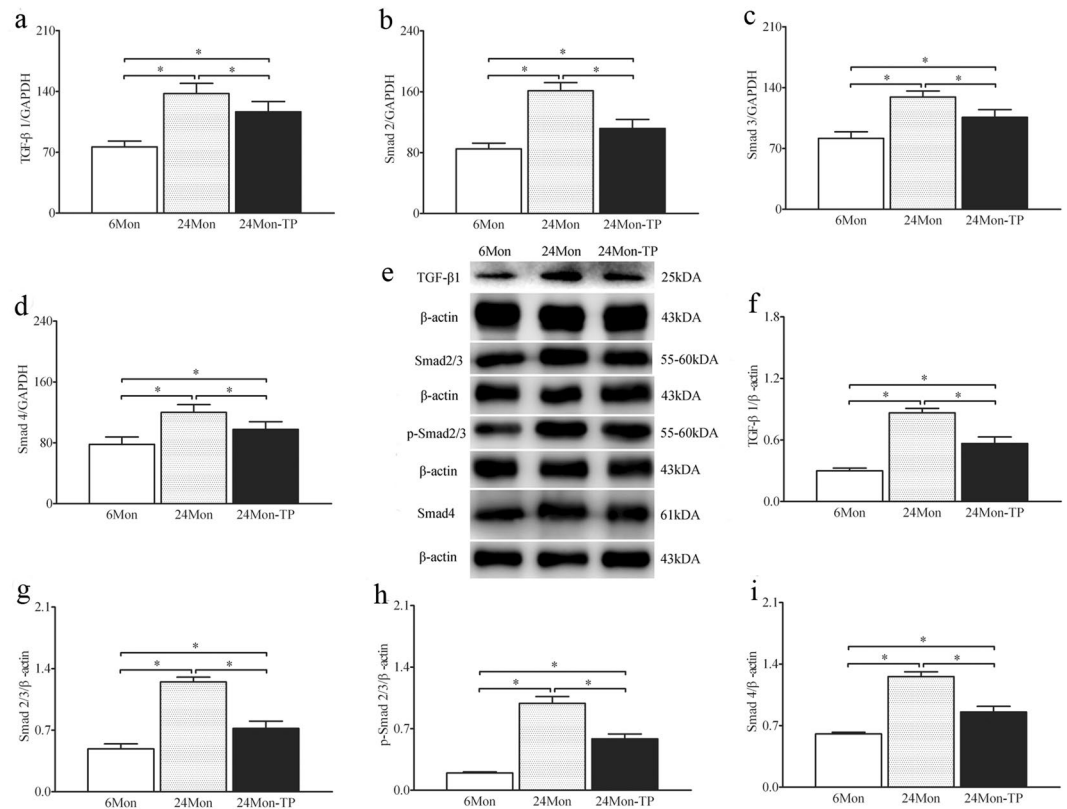 a
TGF-β 1/GAPDH
210
140
70
0
*
*
*
6Mon
24Mon
24Mon-TP
b
Smad 2/GAPDH
240
160
80
0
*
*
*
6Mon
24Mon
24Mon-TP
c
Smad 3/GAPDH
210
140
70
0
*
*
*
6Mon
24Mon
24Mon-TP
d
Smad 4/GAPDH
240
160
80
0
*
*
*
6Mon
24Mon
24Mon-TP
e
6Mon 24Mon 24Mon-TP
TGF-β1 25kDA
β-actin 43kDA
Smad2/3 55-60kDA
β-actin 43kDA
p-Smad2/3 55-60kDA
β-actin 43kDA
Smad4 61kDA
β-actin 43kDA
f
TGF-β 1/β -actin
1.8
1.2
0.6
0.0
*
*
*
6Mon
24Mon
24Mon-TP
g
Smad 2/3/β -actin
2.1
1.4
0.7
0.0
*
*
*
6Mon
24Mon
24Mon-TP
h
p-Smad 2/3/β -actin
2.1
1.4
0.7
0.0
*
*
*
6Mon
24Mon
24Mon-TP
i
Smad 4/β -actin
2.1
1.4
0.7
0.0
*
*
*
6Mon
24Mon
24Mon-TP